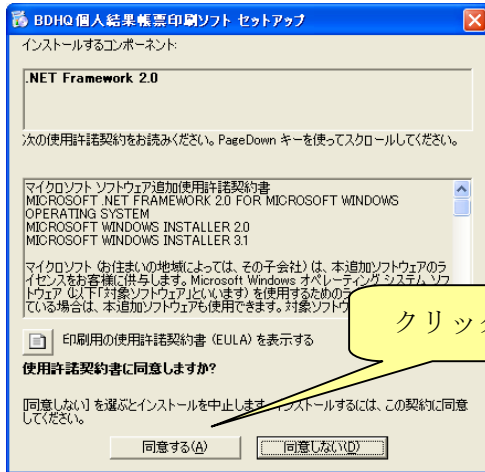 BDHQ個人結果帳票印刷ソフト セットアップ
インストールするコンポーネント:
.NET Framework 2.0
次の使用許諾契約をお読みください。PageDown キーを使ってスクロールしてください。
マイクロソフト ソフトウェア追加使用許諾契約書
MICROSOFT .NET FRAMEWORK 2.0 FOR MICROSOFT WINDOWS
OPERATING SYSTEM
MICROSOFT WINDOWS INSTALLER 2.0
MICROSOFT WINDOWS INSTALLER 3.1
マイクロソフト (お住まいの地域によっては、その子会社) は、本追加ソフトウェアのラ
イセンスをお客様に供与します。Microsoft Windows オペレーティング システム ソフ
トウェア (以下「対象ソフトウェア」といいます) を使用するための
ている場合は、本追加ソフトウェアも使用できます。対象ソフトウ
クリック
印刷用の使用許諾契約書 (EULA) を表示する
使用許諾契約書に同意しますか?
[同意しない] を選ぶとインストールを中止します。インストールするには、この契約に同意
してください。
同意する(A) 同意しない(D)